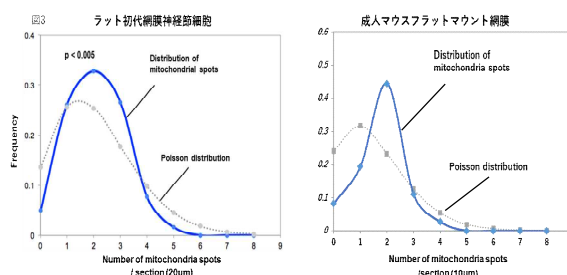 図3
ラット初代網膜神経節細胞
0.4
0.3
0.2
0.1
0
Frequency
p < 0.005
Distribution of
mitochondrial spots
Poisson distribution
0 1 2 3 4 5 6 7 8 9
Number of mitochondria spots
/ section (20um)
成人マウスフラットマウント網膜
0.6
0.5
0.4
0.3
0.2
0.1
0
Distribution of
mitochondria spots
Poisson distribution
0 1 2 3 4 5 6 7 8
Number of mitochondria spots
/section (10um)